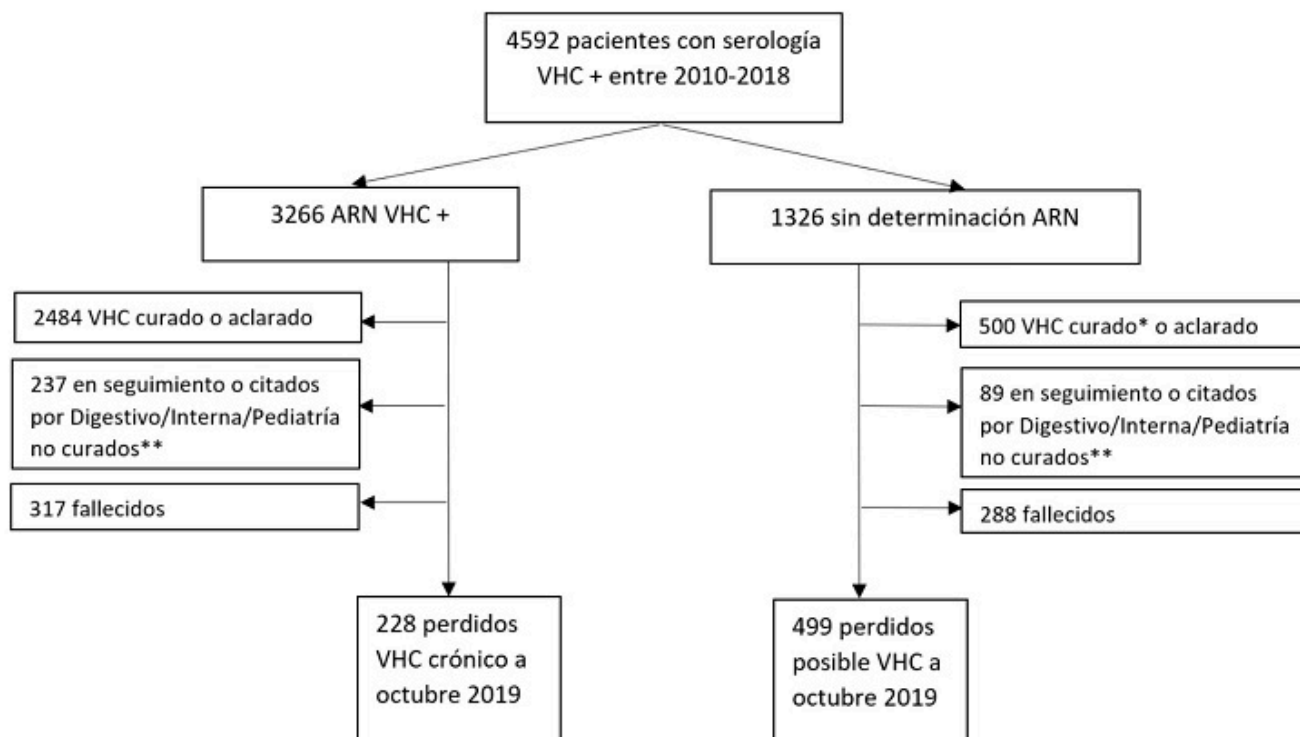 4592 pacientes con serología
VHC + entre 2010-2018
3266 ARN VHC +
1326 sin determinación ARN
2484 VHC curado o aclarado
237 en seguimiento o citados
por Digestivo/Interna/Pediatría
no curados**
317 fallecidos
500 VHC curado* o aclarado
89 en seguimiento o citados
por Digestivo/Interna/Pediatría
no curados**
288 fallecidos
228 perdidos
VHC crónico a
octubre 2019
499 perdidos
posible VHC a
octubre 2019